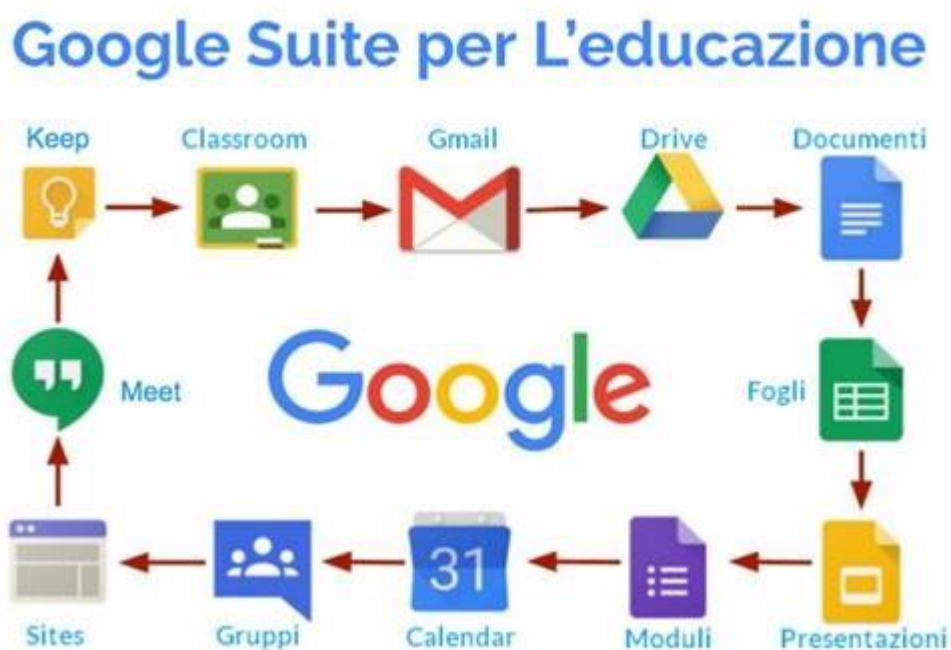 Google Suite per L'educazione
Keep
Classroom
Gmail
Drive
Documenti
Meet
Google
Fogli
31
Sites
Gruppi
Calendar
Moduli
Presentazioni